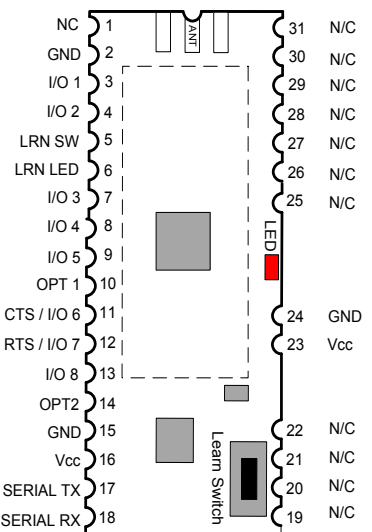 NC 1
GND 2
I/O 1 3
I/O 2 4
LRN SW 5
LRN LED 6
I/O 3 7
I/O 4 8
I/O 5 9
OPT 1 10
CTS / I/O 6 11
RTS / I/O 7 12
I/O 8 13
OPT2 14
GND 15
Vcc 16
SERIAL TX 17
SERIAL RX 18
ANT
LED
Learn Switch
31 N/C
30 N/C
29 N/C
28 N/C
27 N/C
26 N/C
25 N/C
24 GND
23 Vcc
22 N/C
21 N/C
20 N/C
19 N/C